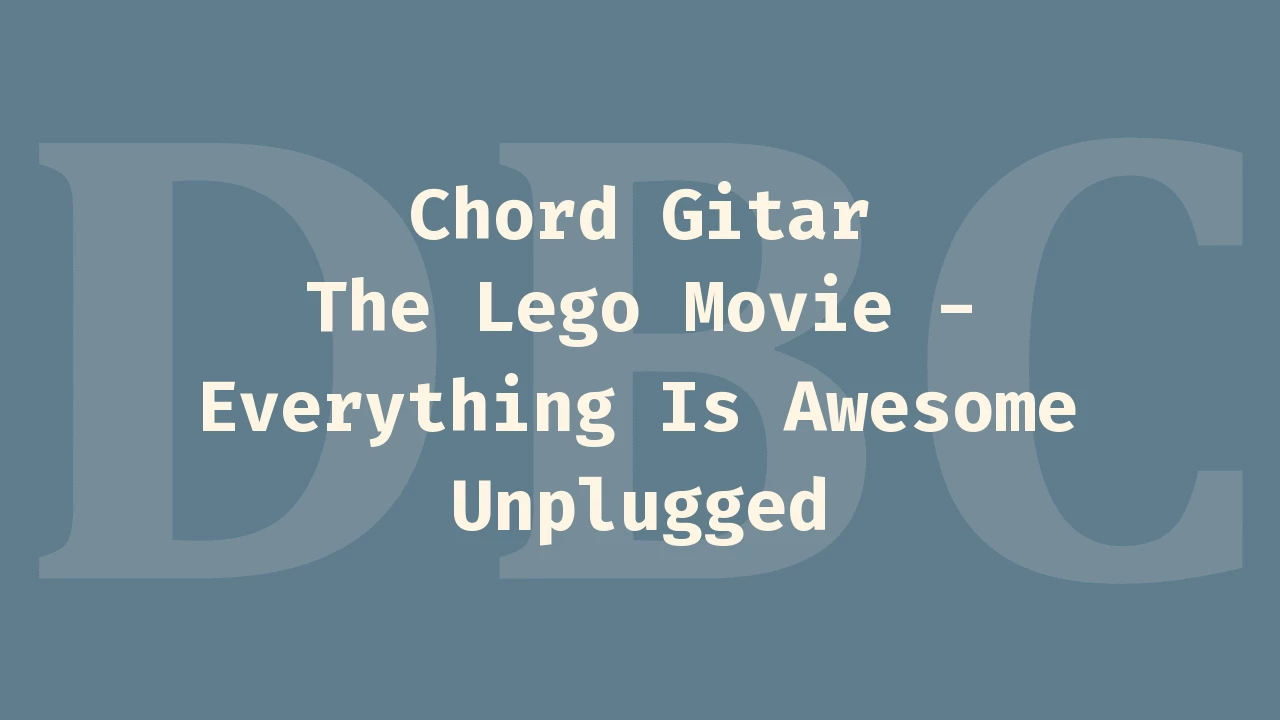 DBC
Chord Gitar
The Lego Movie –
Everything Is Awesome
Unplugged